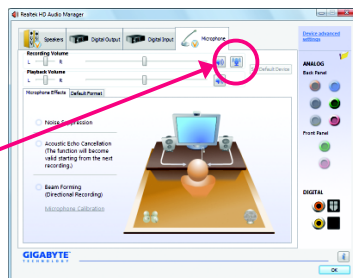 Realtek HD Audio Manager
Speakers
Digital Output
Digital Input
Microphone
Device advanced
settings
Recording Volume
L
R
Default Device
Playback Volume
L
R
Microphone Effects
Default Format
Noise Suppression
Acoustic Echo Cancellation
(The function will become
valid starting from the next
recording.)
Beam Forming
(Directional Recording)
Microphone Calibration
ANALOG
Back Panel
Front Panel
DIGITAL
GIGABYTE
TECHNOLOGY
i
OK